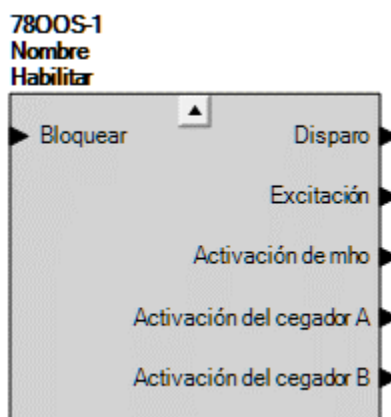 78OOS-1
Nombre
Habilitar
Bloquear
Disparo
Excitación
Activación de mho
Activación del cegador A
Activación del cegador B